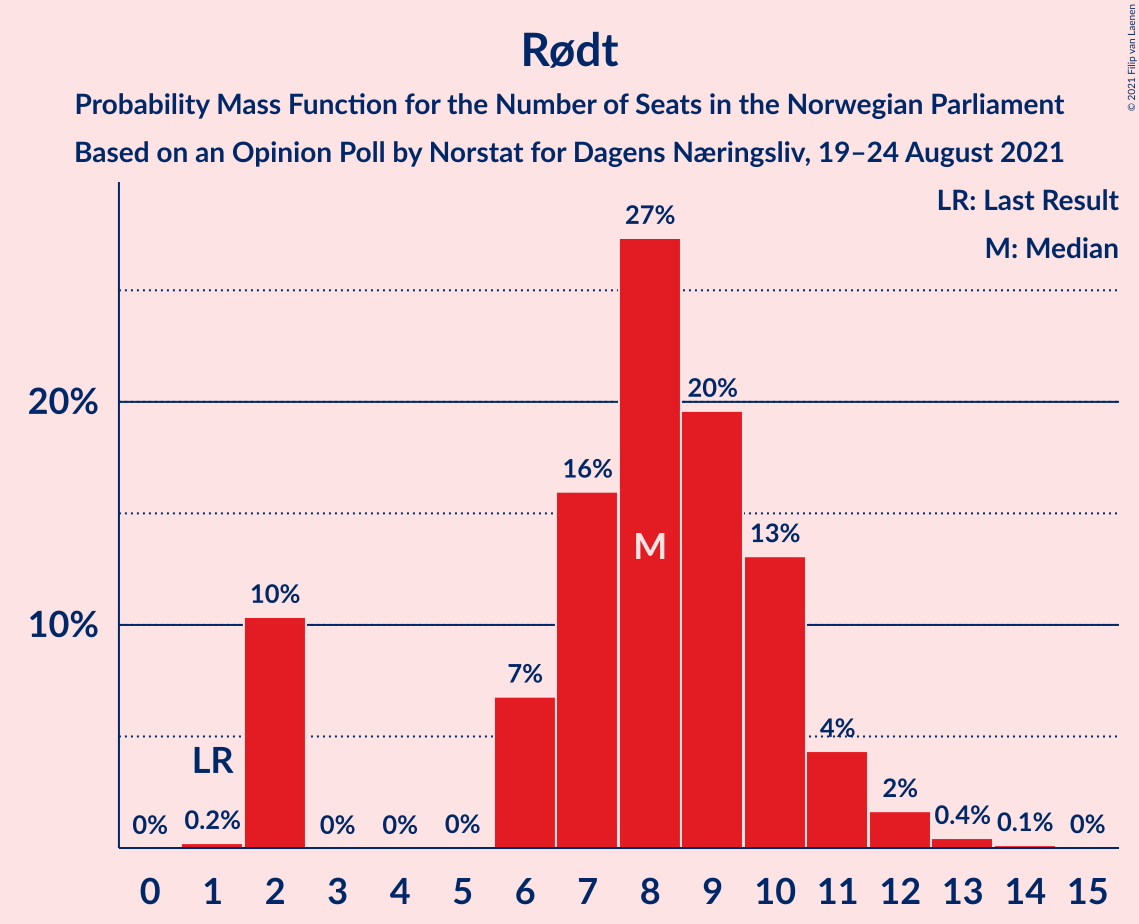 Rødt
Probability Mass Function for the Number of Seats in the Norwegian Parliament
Based on an Opinion Poll by Norstat for Dagens Næringsliv, 19–24 August 2021
© 2021 Filip van Laenen
LR: Last Result
M: Median
27%
20%
20%
16%
M
13%
10%
10%
7%
4%
LR
2%
0%
0.2%
0%
0%
0%
0.4%
0.1%
0%
0 1 2 3 4 5 6 7 8 9 10 11 12 13 14 15